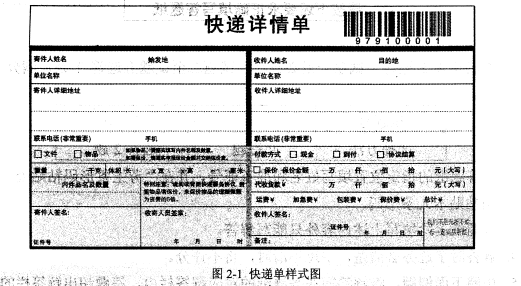 快递详情单
979100001
寄件人姓名 始发地 收件人姓名 目的地
单位名称 单位名称
寄件人详细地址 收件人详细地址
联系电话(非常重要) 手机 联系电话(非常重要) 手机
文件 物品 付款方式 现金 到付 协议结算
重量 千克 体积 长 宽 高 厘米 保价 保价金额 万 仟 佰 拾 元(大写)
内件品名及数量 代收货款¥ 万 仟 佰 拾 元(大写)
运费¥ 加急费¥ 包装费¥ 保价费¥ 总计¥
寄件人签名: 收寄人员签章: 收件人签名:
证件号
证件号 年 月 日 时 年 月 日 时
备注:
图 2-1 快递单样式图